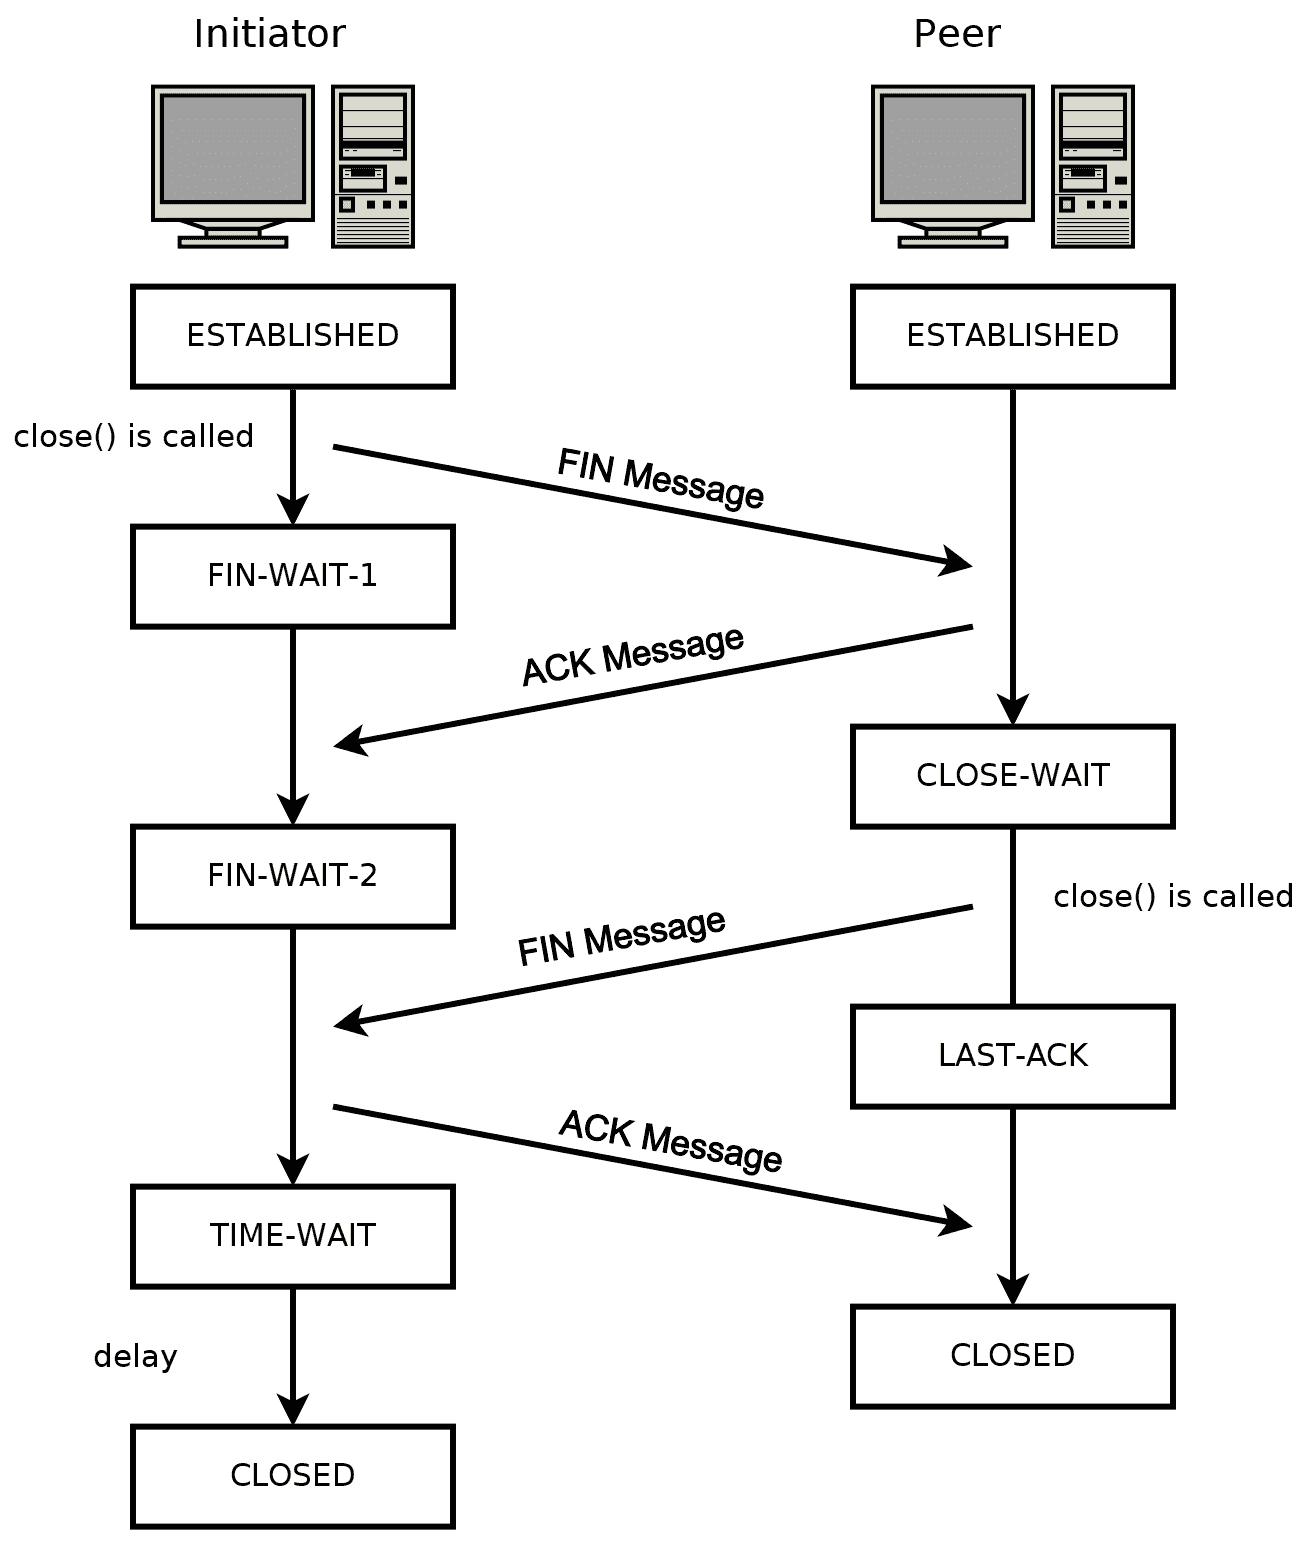 Initiator
Peer
ESTABLISHED
ESTABLISHED
close() is called
FIN Message
FIN-WAIT-1
ACK Message
CLOSE-WAIT
FIN-WAIT-2
close() is called
FIN Message
LAST-ACK
ACK Message
TIME-WAIT
delay
CLOSED
CLOSED